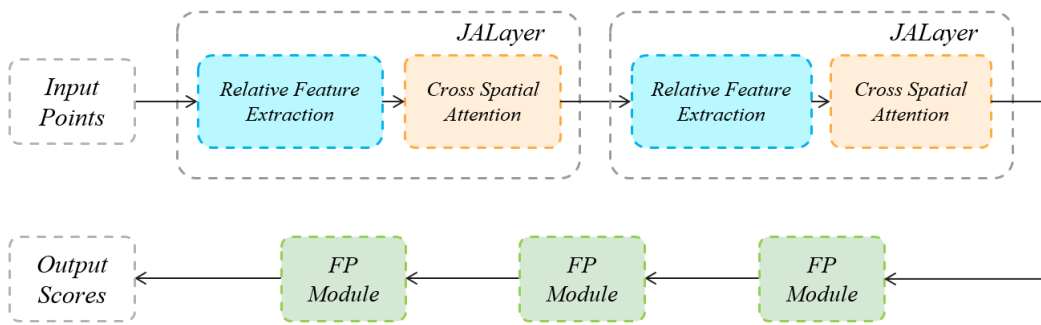 JALayer
JALayer
Input
Points
Relative Feature
Extraction
Cross Spatial
Attention
Relative Feature
Extraction
Cross Spatial
Attention
Output
Scores
FP
Module
FP
Module
FP
Module